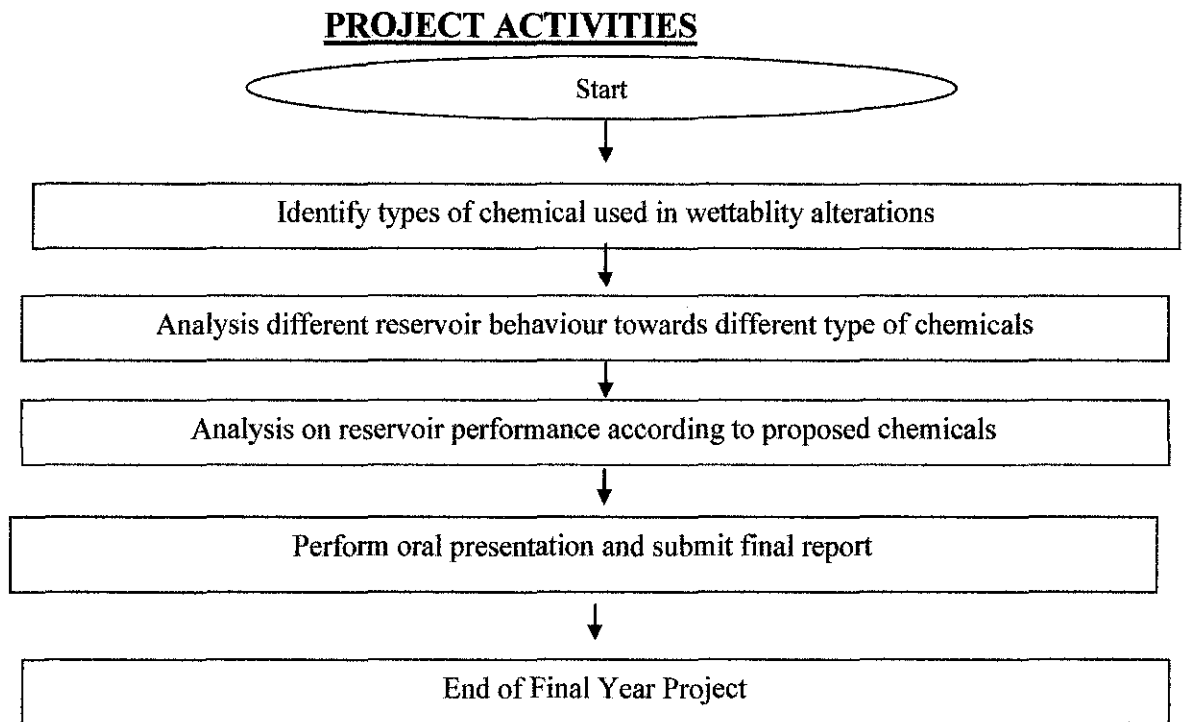 PROJECT ACTIVITIES
Start
Identify types of chemical used in wettablity alterations
Analysis different reservoir behaviour towards different type of chemicals
Analysis on reservoir performance according to proposed chemicals
Perform oral presentation and submit final report
End of Final Year Project